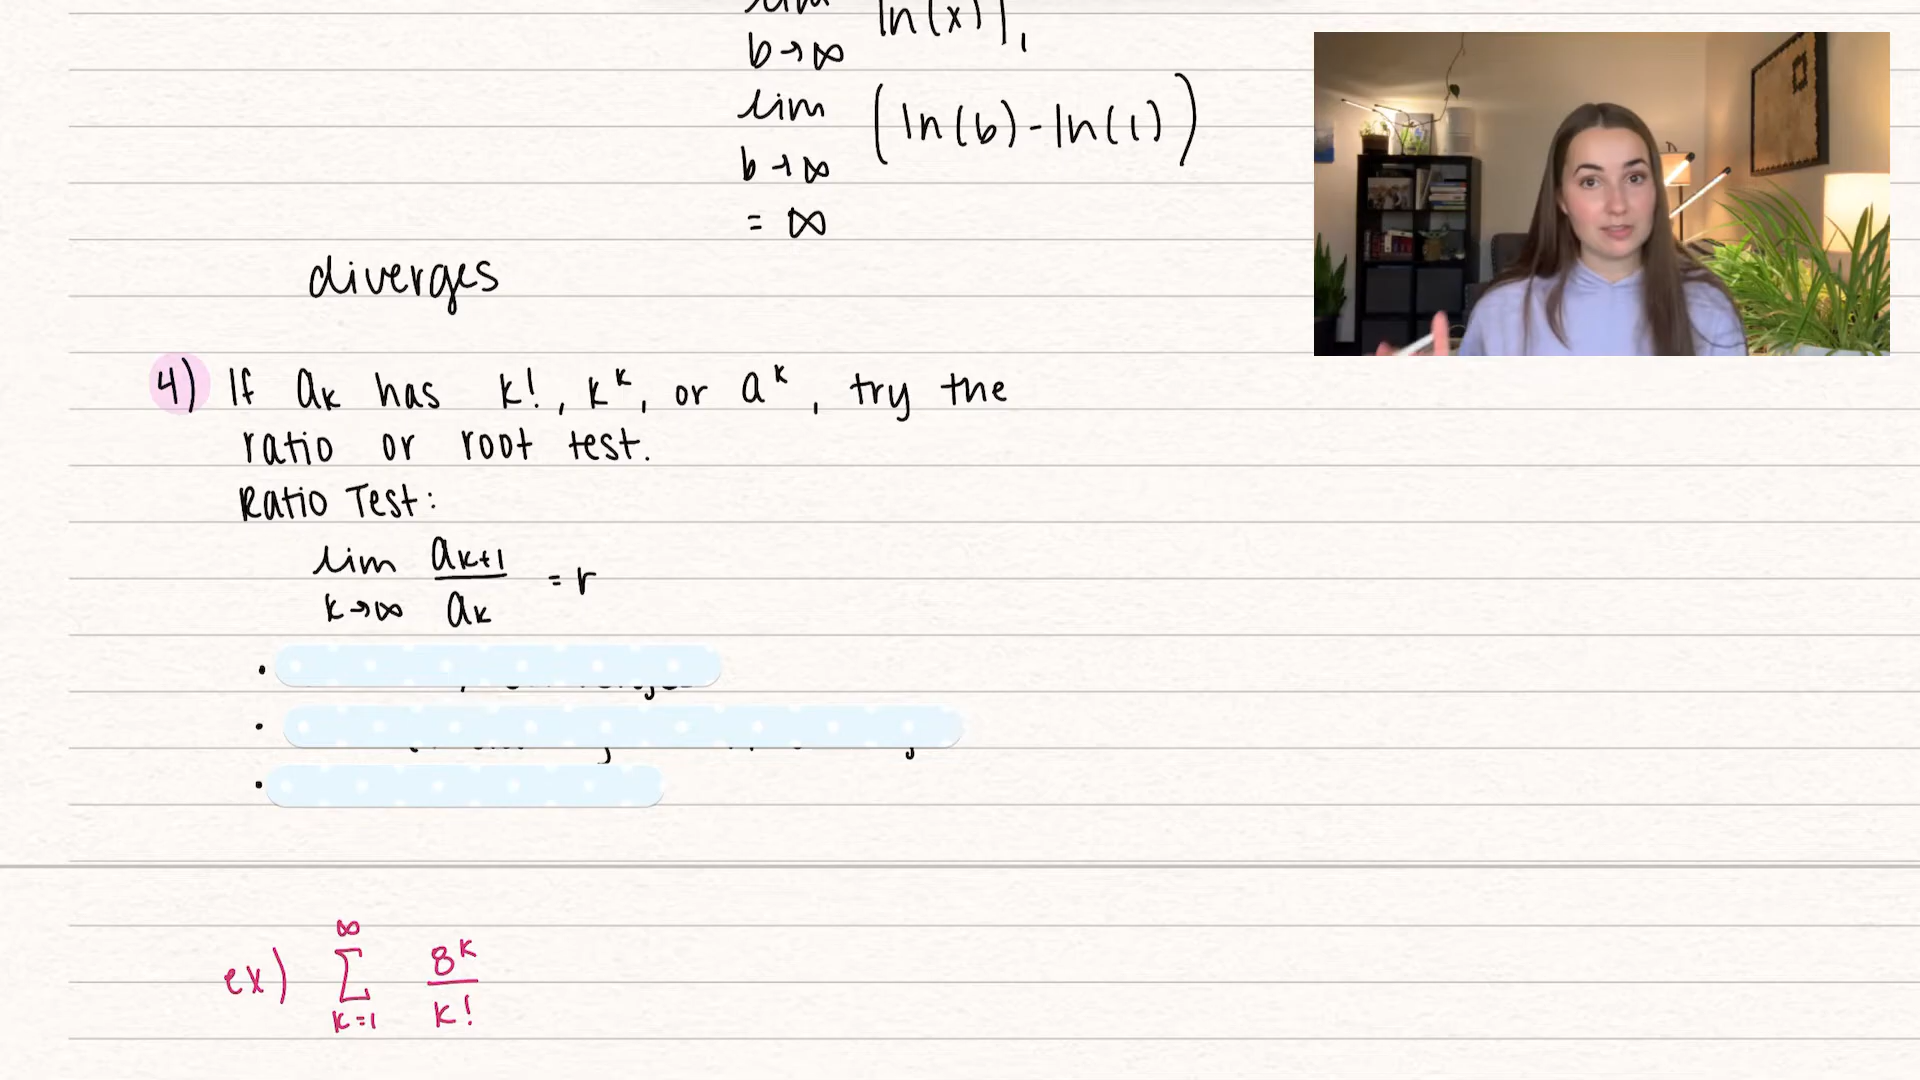 lim ln(x)]₁
b→∞
lim (ln(b)-ln(1))
b→∞
= ∞
diverges
4) If aₖ has k!, kᵏ, or aᵏ, try the
ratio or root test.
Ratio Test:
lim aₖ₊₁/aₖ = r
k→∞
ex) ∞ Σ k=1 8ᵏ/k!